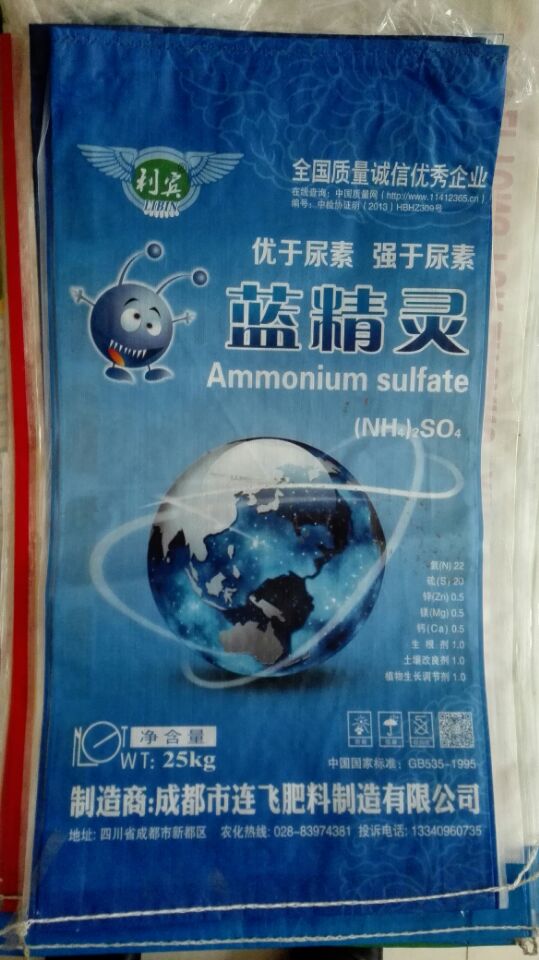 利宾
LIBIN
全国质量诚信优秀企业
在线查询：中国质量网（http://www.11412365.cn）
编号：中检协证明（2013）HBHZ309号
优于尿素 强于尿素
蓝精灵
Ammonium sulfate
(NH₄)₂SO₄
氮(N) 22
硫(S) 20
锌(Zn) 0.5
镁(Mg) 0.5
钙(Ca) 0.5
生根剂 1.0
土壤改良剂 1.0
植物生长调节剂 1.0
NET WT: 净含量 25kg
中国国家标准：GB535-1995
制造商:成都市连飞肥料制造有限公司
地址: 四川省成都市新都区 农化热线: 028-83974381 投诉电话: 13340960735